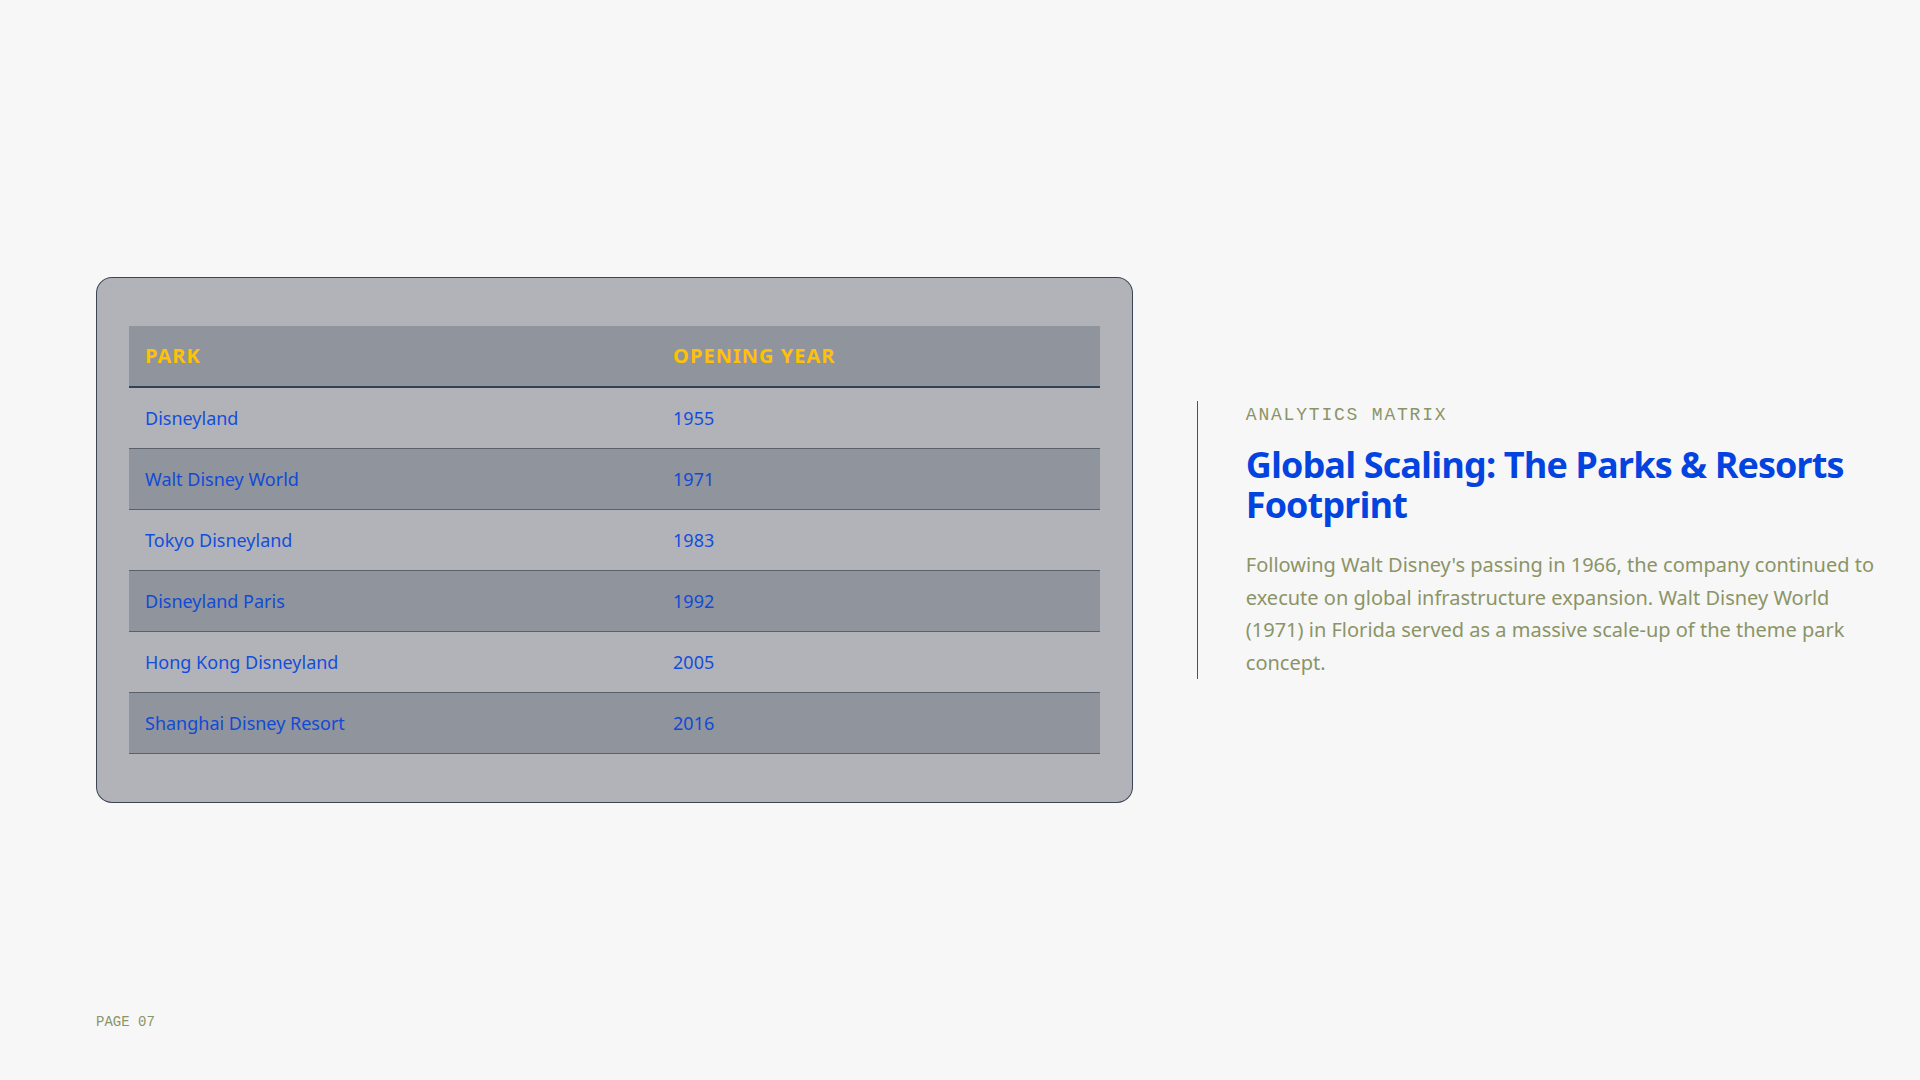 PARK OPENING YEAR
Disneyland 1955
Walt Disney World 1971
Tokyo Disneyland 1983
Disneyland Paris 1992
Hong Kong Disneyland 2005
Shanghai Disney Resort 2016
ANALYTICS MATRIX
Global Scaling: The Parks & Resorts
Footprint
Following Walt Disney's passing in 1966, the company continued to
execute on global infrastructure expansion. Walt Disney World
(1971) in Florida served as a massive scale-up of the theme park
concept.
PAGE 07